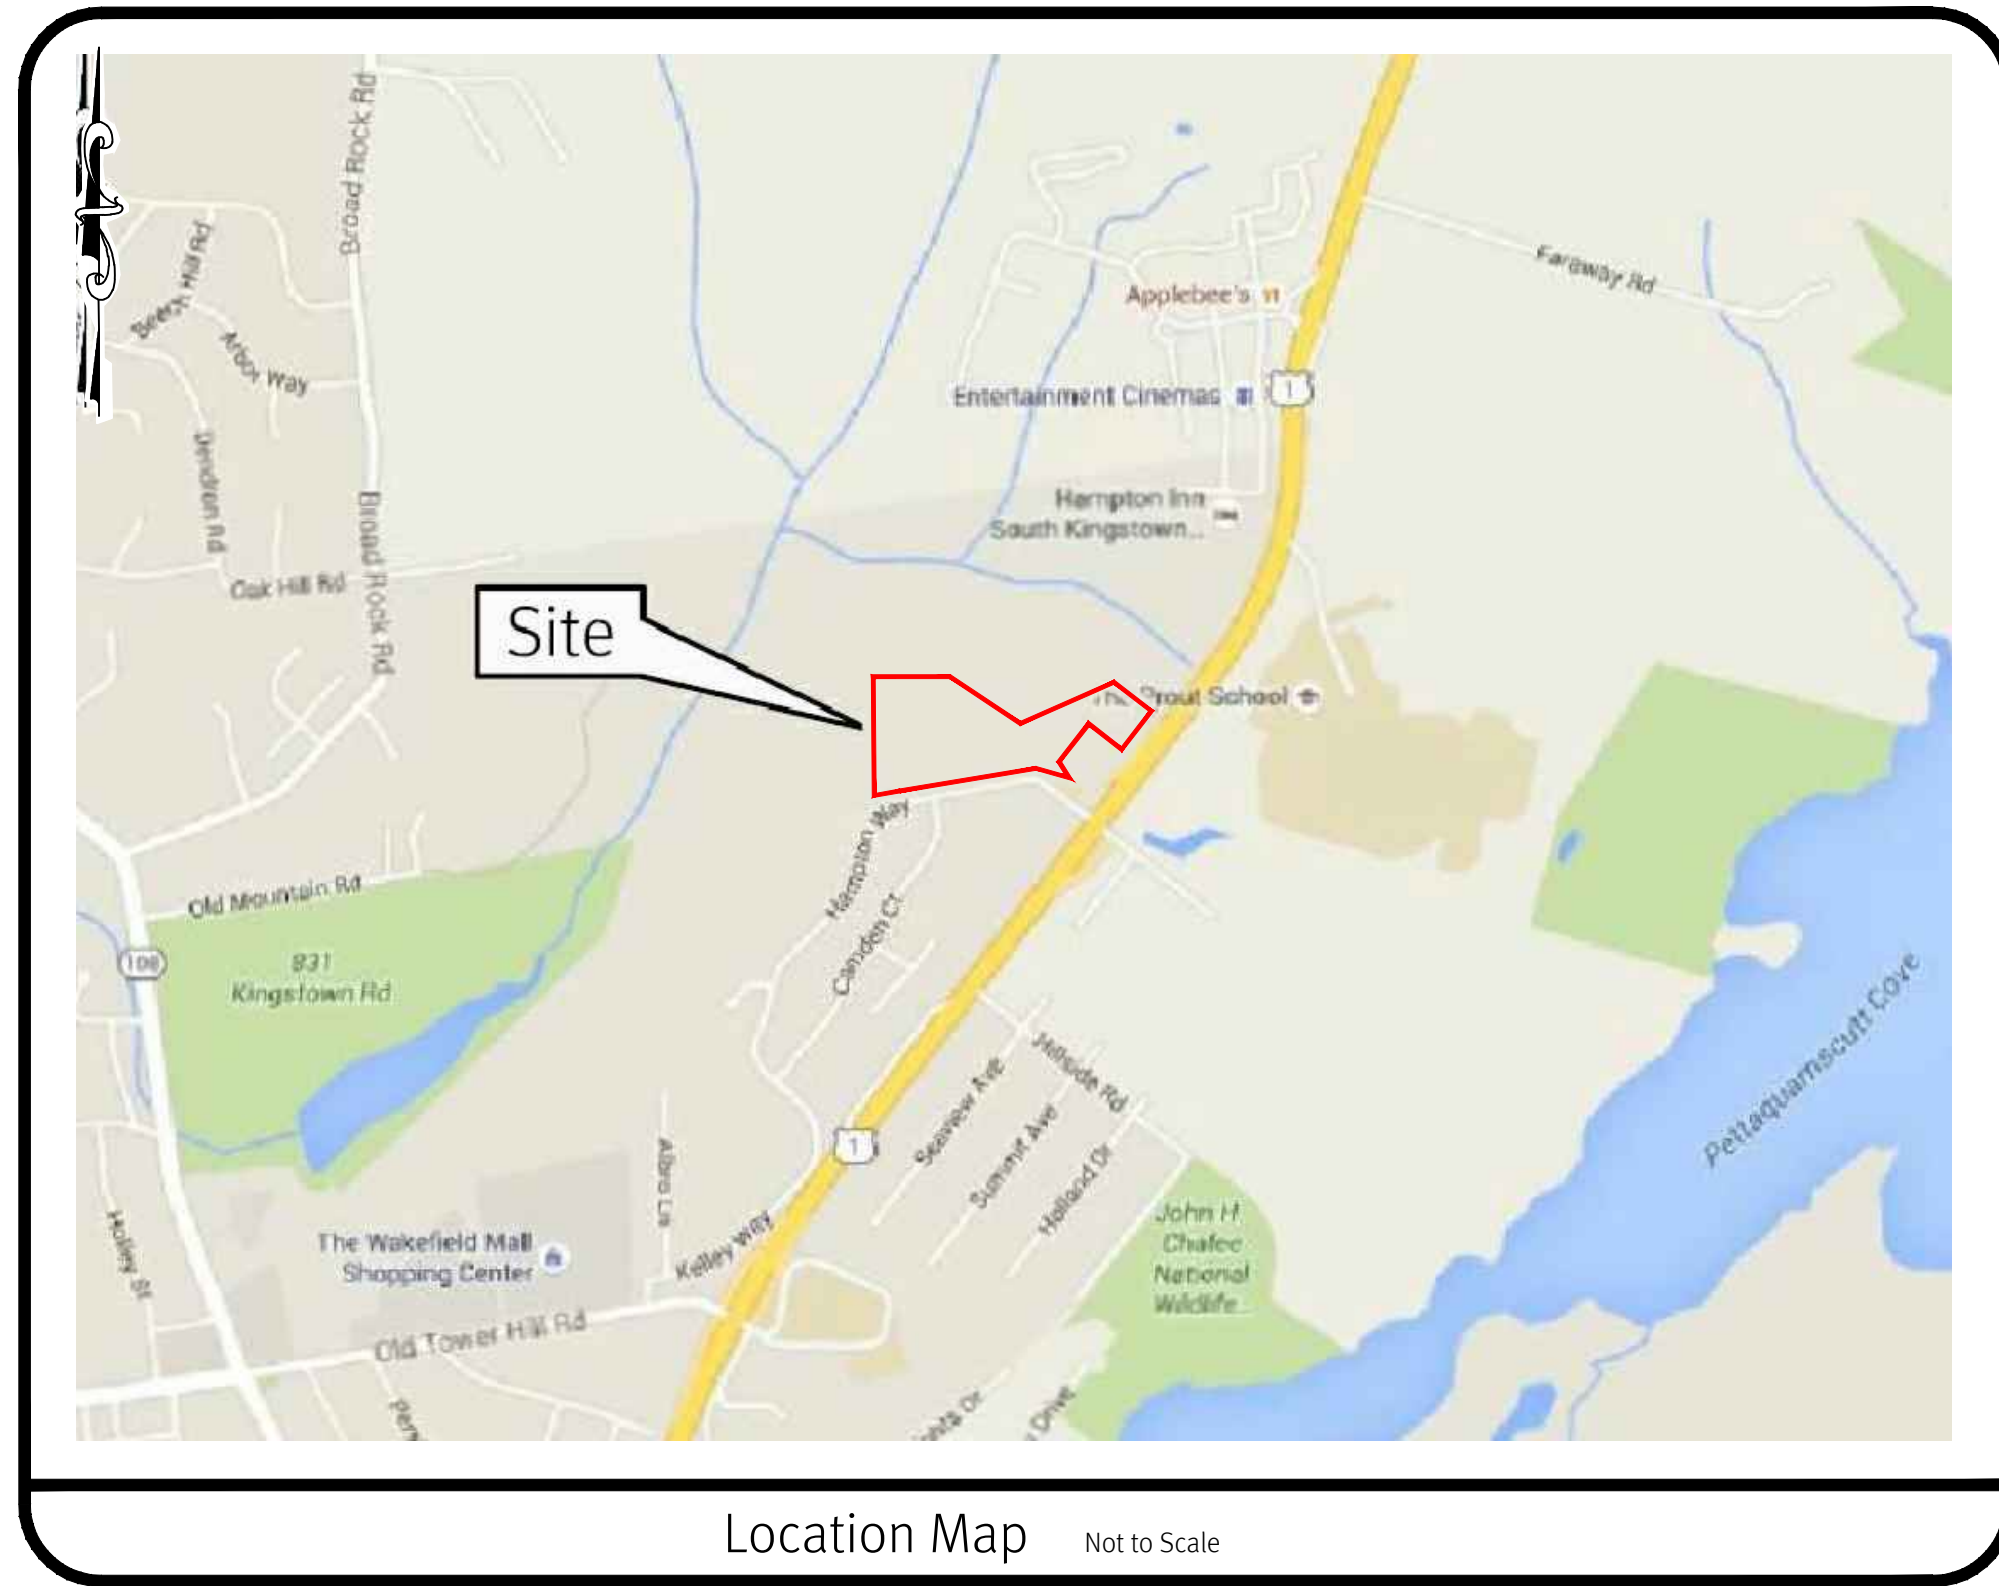 Broad Rock Rd
Beech Hill Rd
Arbor Way
Faraway Rd
Applebee's
Entertainment Cinemas
1
Hampton Inn
South Kingstown...
Broad Rock Rd
Oak Hill Rd
Site
Prout School
Hampton Way
Camden Ct
Old Mountain Rd
108
831
Kingstown Rd
Pettaquamscutt Cove
Hillside Rd
Seaview Ave
Summit Ave
Holland Dr
1
Albro Ln
Kelley Way
Holley St
The Wakefield Mall
Shopping Center
Old Tower Hill Rd
John H
Chafee
National
Wildlife...
Drive
Location Map
Not to Scale